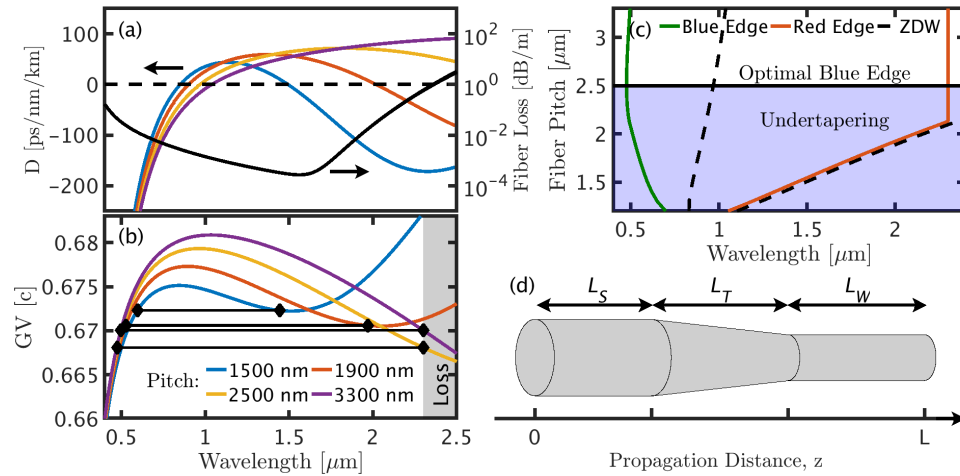 (a)
100
0
-100
-200
D [ps/nm/km]
10²
10⁰
10⁻²
10⁻⁴
Fiber Loss [dB/m]
(b)
0.68
0.675
0.67
0.665
0.66
GV [c]
Pitch:
1500 nm
1900 nm
2500 nm
3300 nm
Loss
0.5
1
1.5
2
2.5
Wavelength [μm]
(c)
Blue Edge
Red Edge
ZDW
Optimal Blue Edge
Undertapering
3
2.5
2
1.5
Fiber Pitch [μm]
0.5
1
1.5
2
Wavelength [μm]
(d)
L_S
L_T
L_W
0
L
Propagation Distance, z